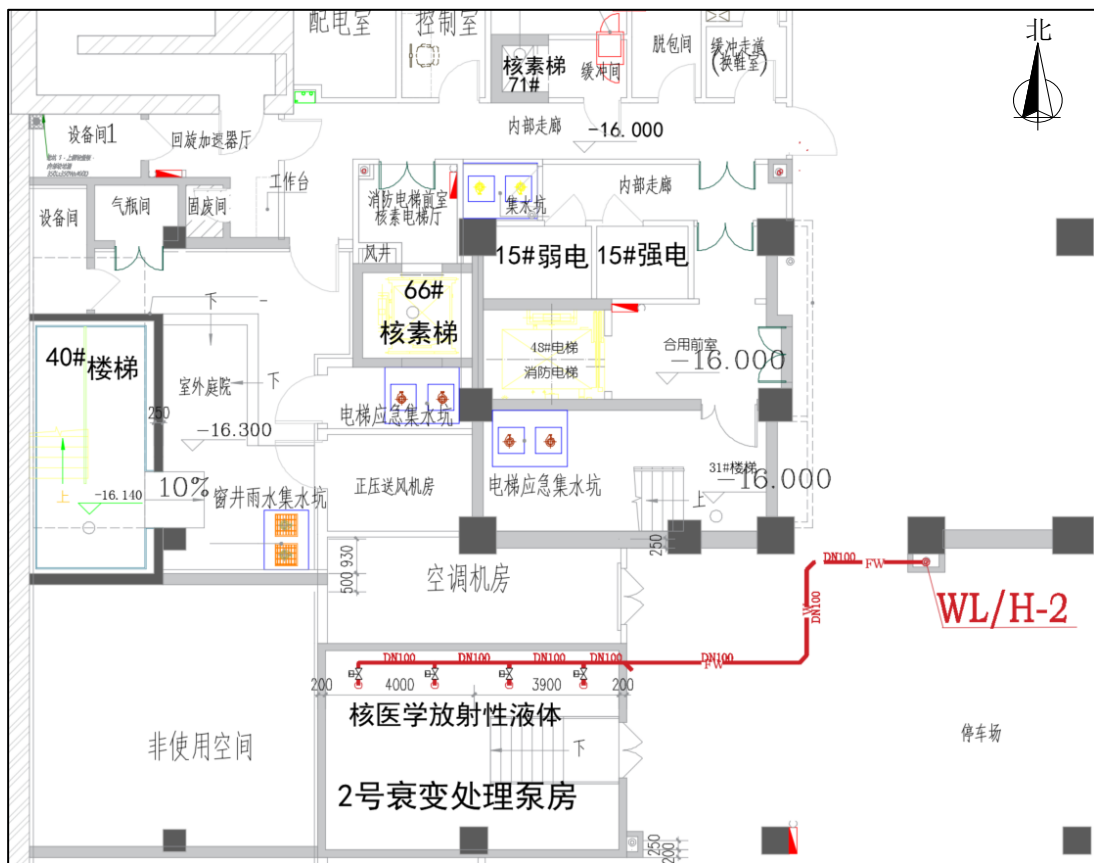 配电室
控制室
脱包间
缓冲走道
(换鞋室)
北
核素梯
71#
缓冲间
设备间1
回旋加速器厅
内部走廊
-16.000
工作台
消防电梯前室
核素电梯厅
集水坑
内部走廊
设备间
气瓶间
固废间
风井
15#弱电
15#强电
66#
核素梯
下
40#楼梯
室外庭院
下
48#电梯
消防电梯
合用前室
-16.000
250
-16.300
电梯应急集水坑
上
-16.140
10%
窗井雨水集水坑
正压送风机房
电梯应急集水坑
31#楼梯
-16.000
上
250
930
500
空调机房
DN100
FW
DN100
WL/H-2
DN100
DN100
DN100
DN100
DN100
FW
200
4000
3900
200
核医学放射性液体
非使用空间
下
停车场
2号衰变处理泵房
250
200